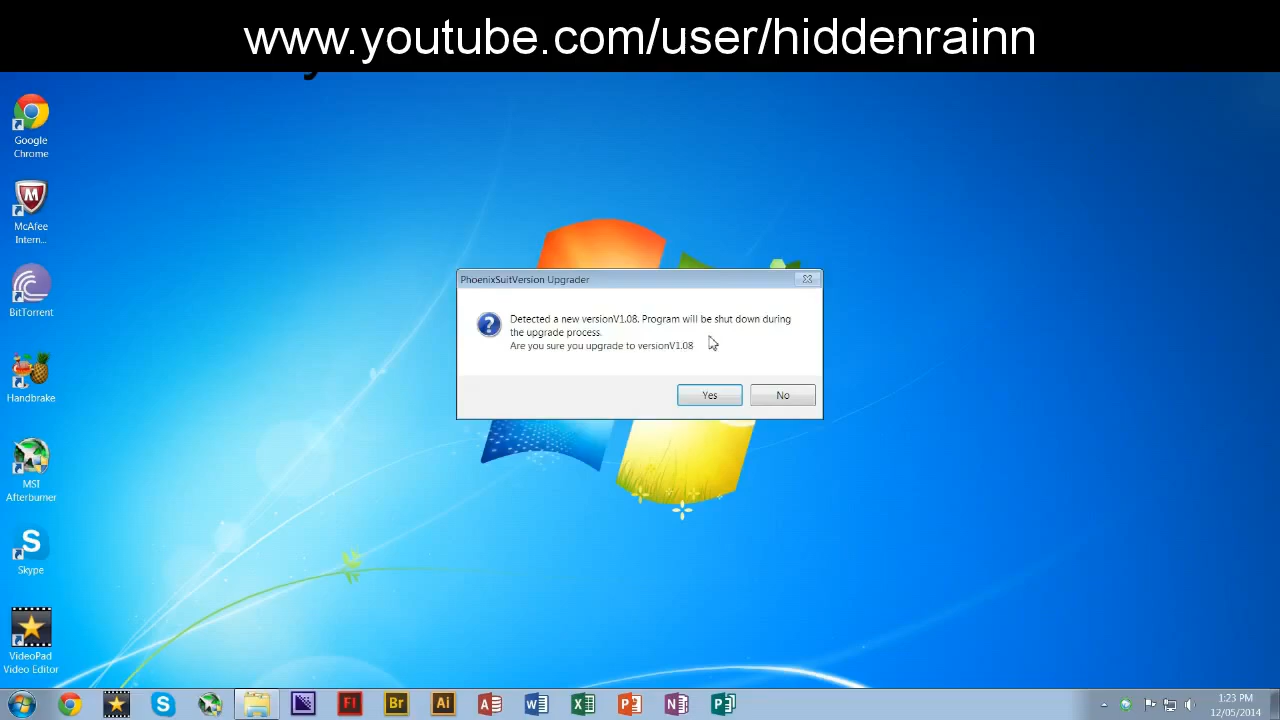 www.youtube.com/user/hiddenrainn
Google
Chrome
McAfee
Intern...
BitTorrent
Handbrake
MSI
Afterburner
Skype
VideoPad
Video Editor
PhoenixSuitVersion Upgrader
Detected a new versionV1.08. Program will be shut down during
the upgrade process.
Are you sure you upgrade to versionV1.08
Yes
No
1:23 PM
12/05/2014